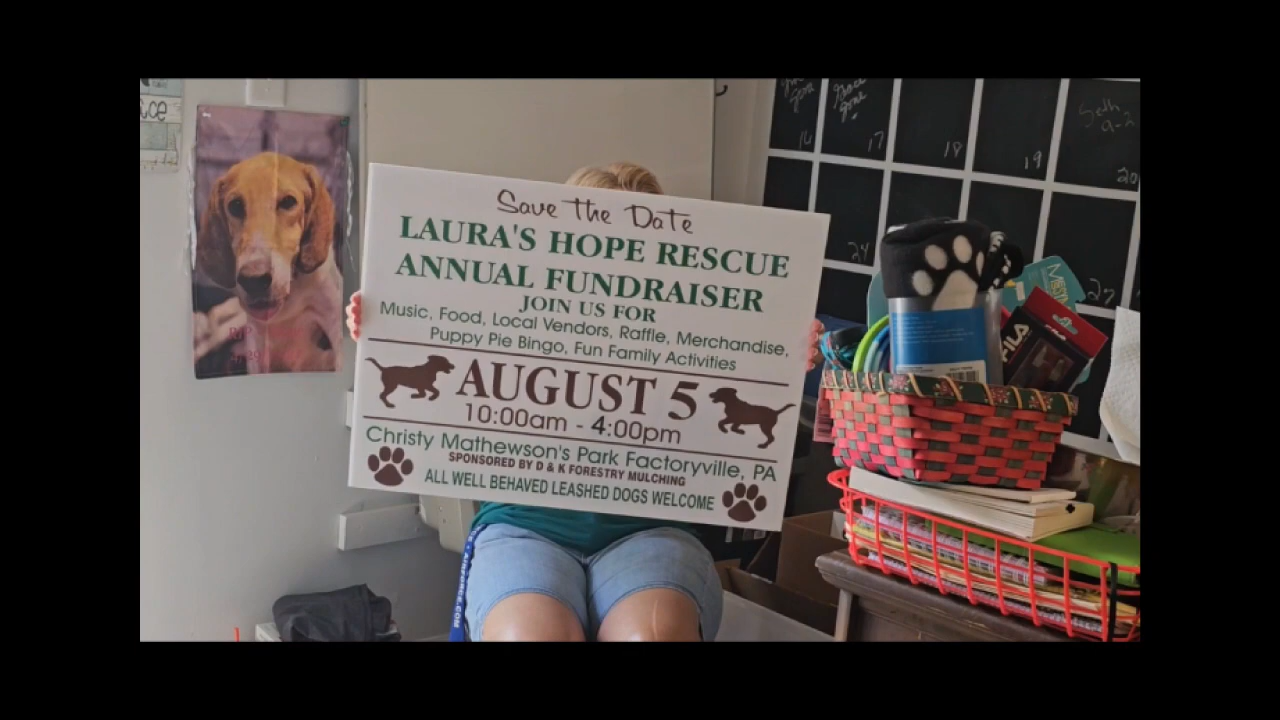 Save The Date
LAURA'S HOPE RESCUE
ANNUAL FUNDRAISER
JOIN US FOR
Music, Food, Local Vendors, Raffle, Merchandise,
Puppy Pie Bingo, Fun Family Activities
AUGUST 5
10:00am - 4:00pm
Christy Mathewson's Park Factoryville, PA
SPONSORED BY D & K FORESTRY MULCHING
ALL WELL BEHAVED LEASHED DOGS WELCOME
16
17
18
19
20
Seth
9-2
24
27
FILA